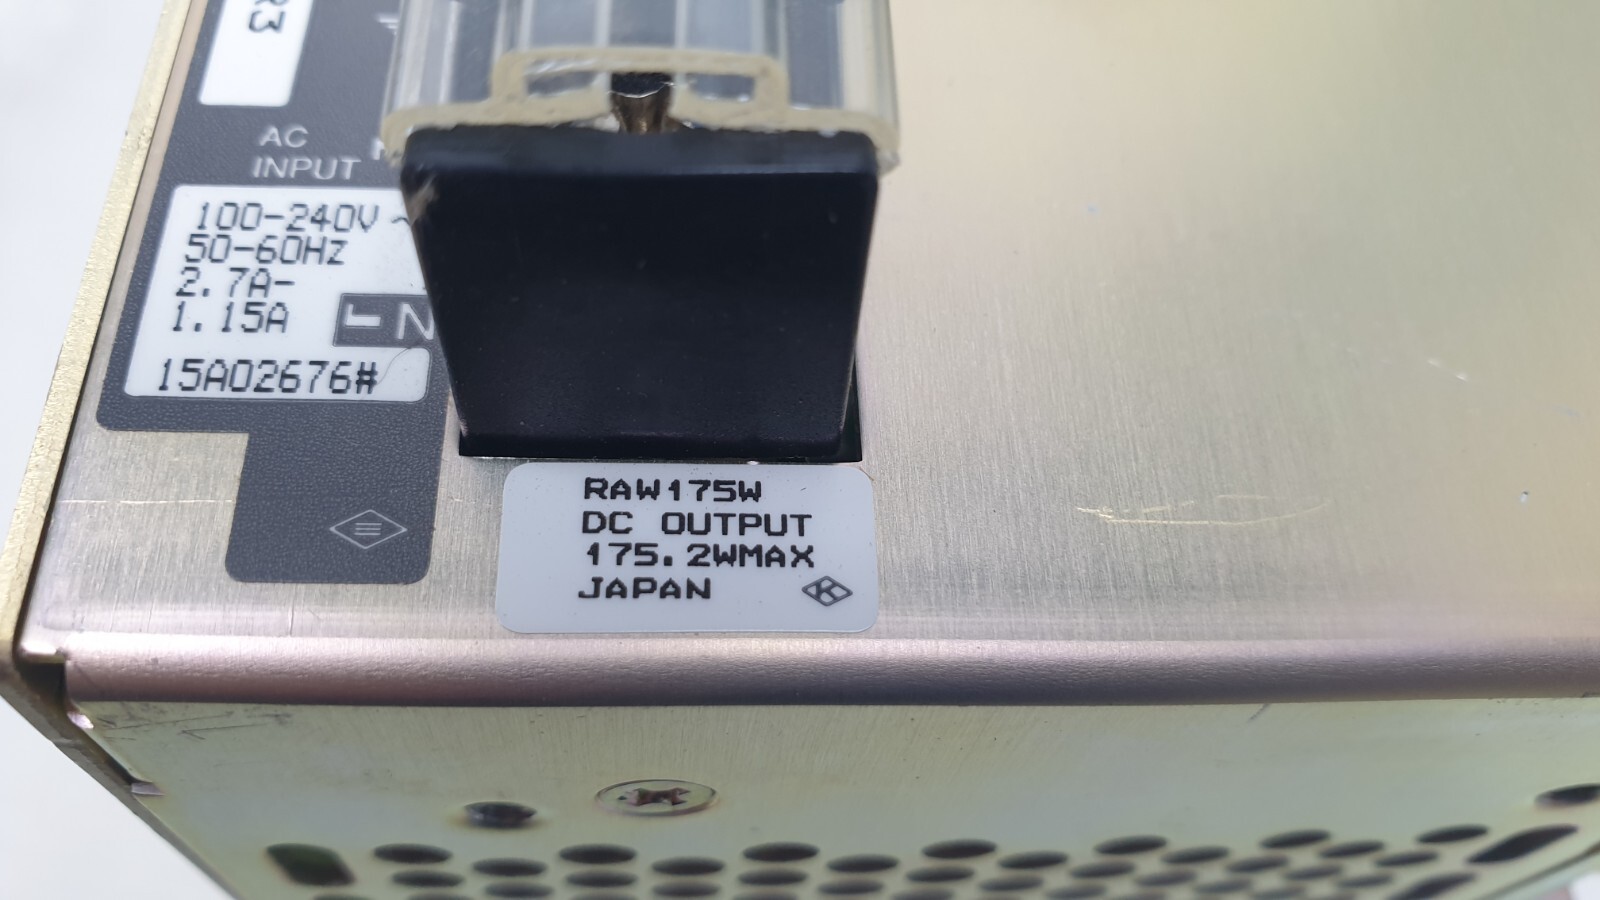 R3
AC
INPUT
100-240V ~
50-60Hz
2.7A-
1.15A
N
15A02676#
RAW175W
DC OUTPUT
175.2WMAX
JAPAN
K